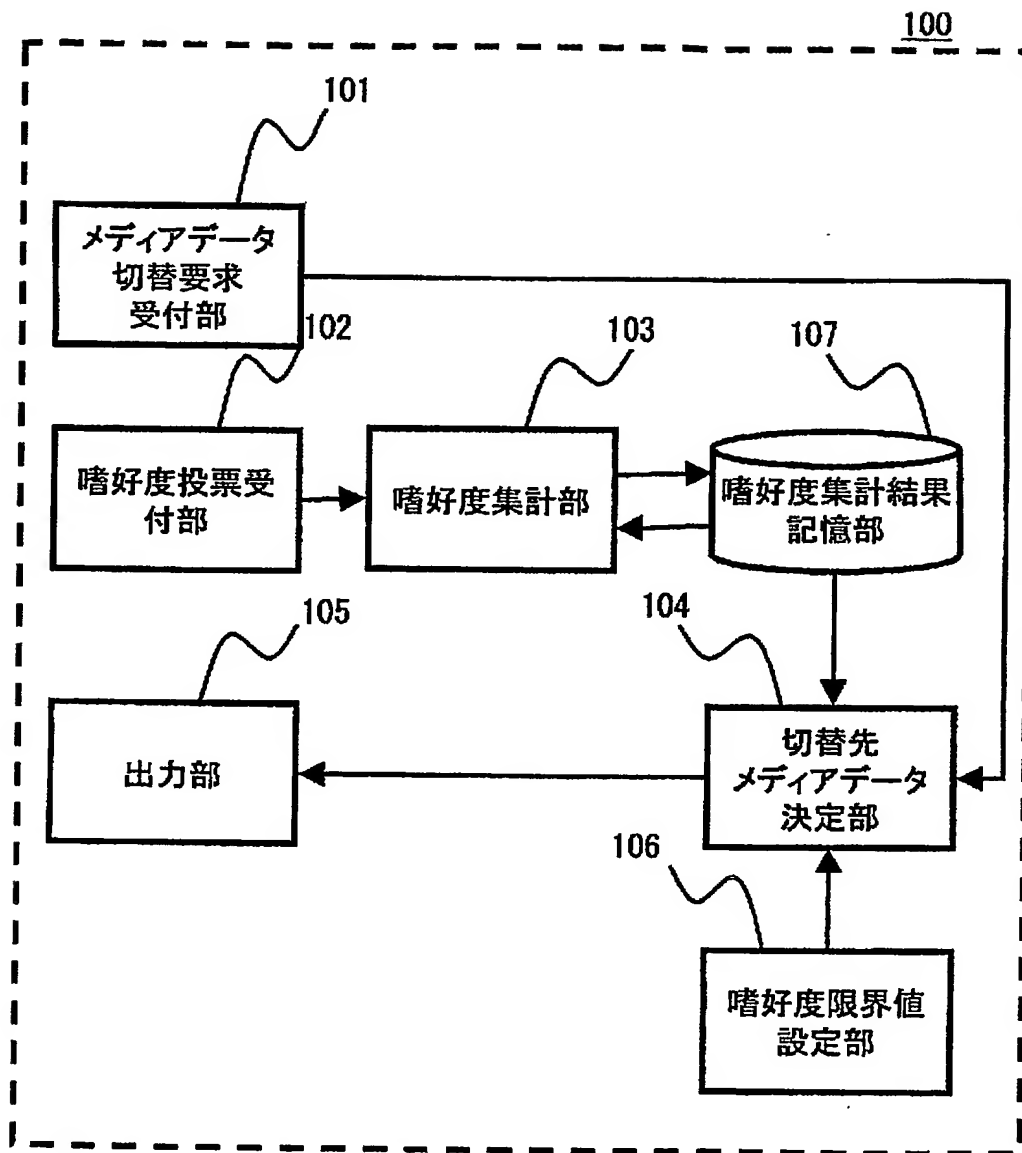 100
101
メディアデータ
切替要求
受付部
102
103
107
嗜好度投票受
付部
嗜好度集計部
嗜好度集計結果
記憶部
105
104
出力部
切替先
メディアデータ
決定部
106
嗜好度限界値
設定部